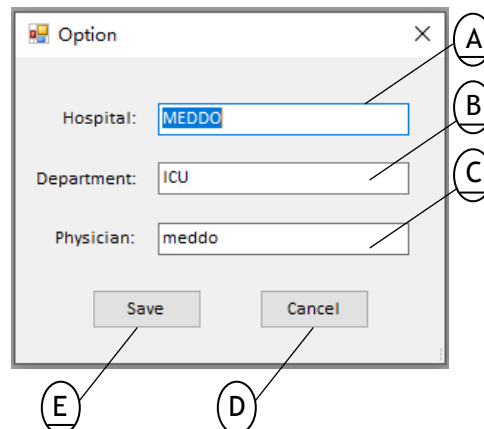 Option
A
Hospital: MEDDO
B
Department: ICU
C
Physician: meddo
Save Cancel
E D